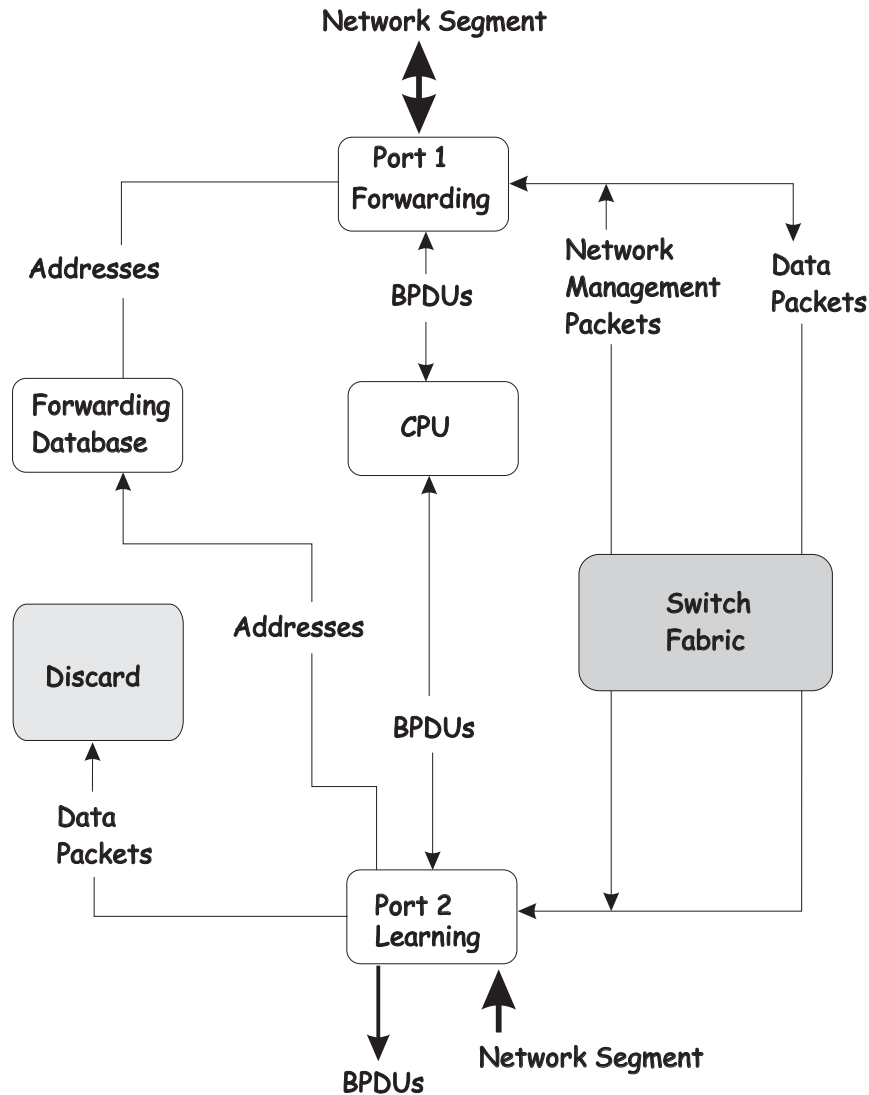 Network Segment
Port 1
Forwarding
Addresses
BPDUs
Network
Management
Packets
Data
Packets
Forwarding
Database
CPU
Switch
Fabric
Addresses
Discard
BPDUs
Data
Packets
Port 2
Learning
Network Segment
BPDUs